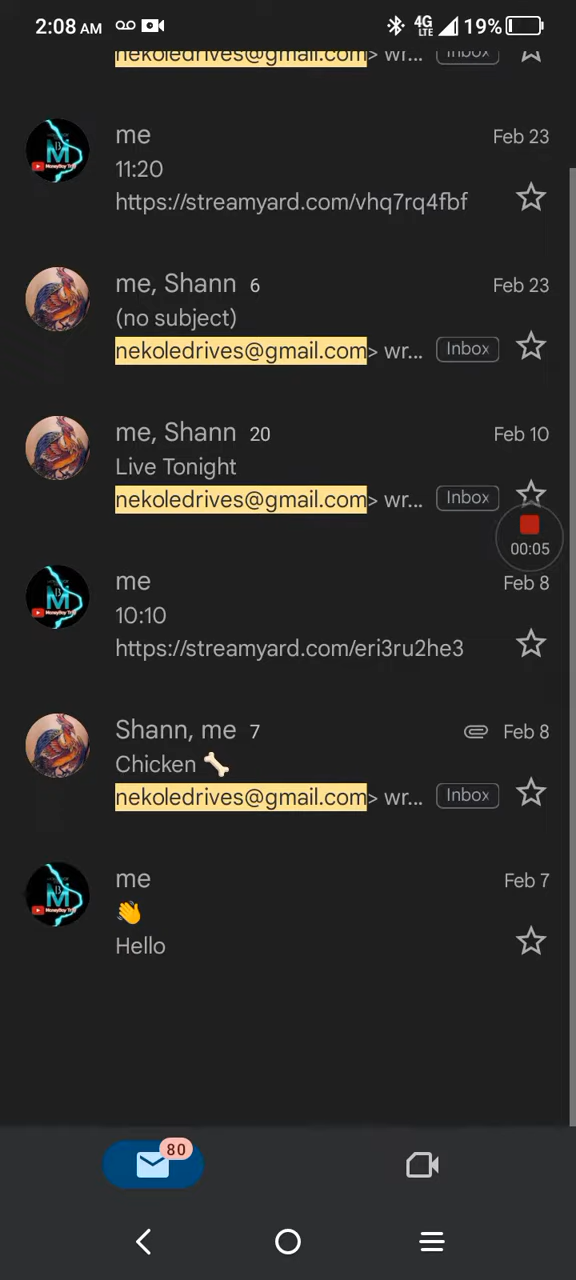 2:08 AM 4G LTE 19%
nekoledrives@gmail.com> wr... Inbox
me Feb 23
11:20
https://streamyard.com/vhq7rq4fbf
me, Shann 6 Feb 23
(no subject)
nekoledrives@gmail.com> wr... Inbox
me, Shann 20 Feb 10
Live Tonight
nekoledrives@gmail.com> wr... Inbox
00:05
me Feb 8
10:10
https://streamyard.com/eri3ru2he3
Shann, me 7 Feb 8
Chicken 🦴
nekoledrives@gmail.com> wr... Inbox
me Feb 7
👋
Hello
80